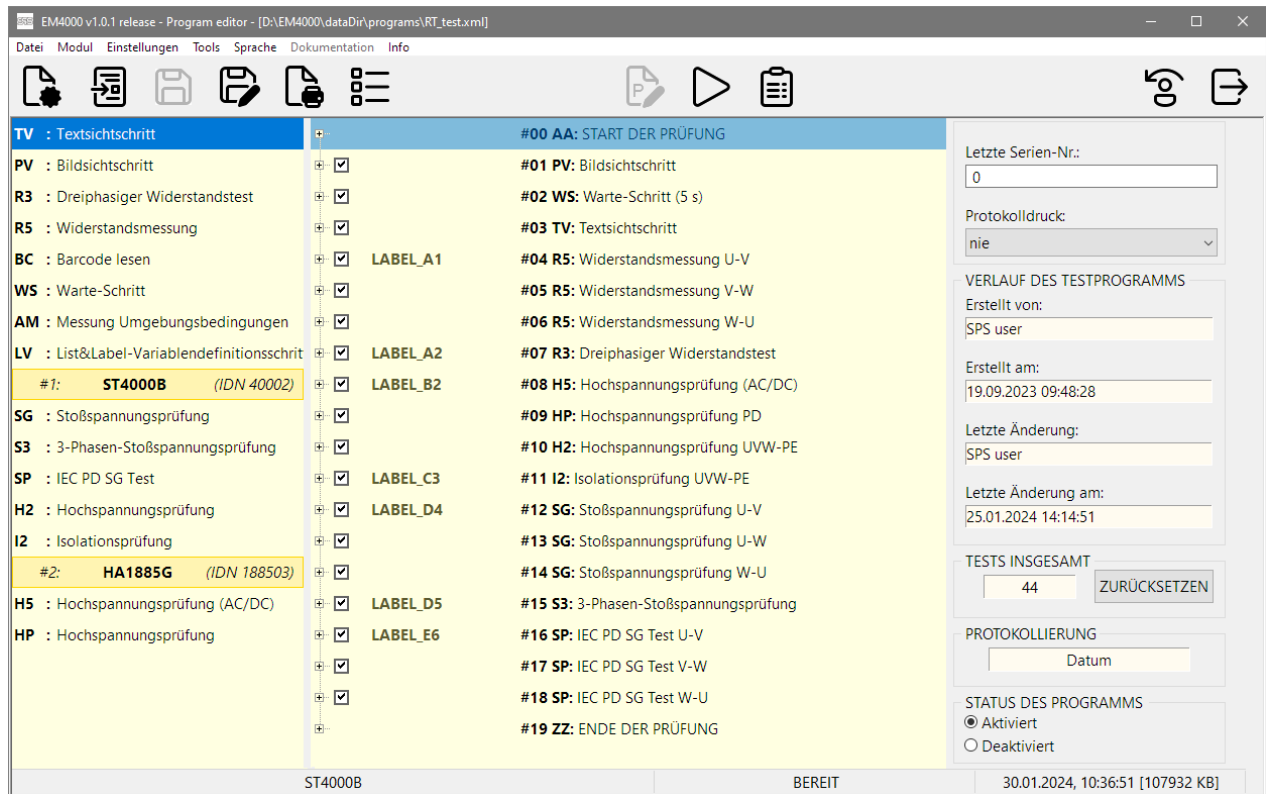 EM4000 v1.0.1 release - Program editor - [D:\EM4000\dataDir\programs\RT_test.xml]
Datei Modul Einstellungen Tools Sprache Dokumentation Info
TV : Textsichtschritt
PV : Bildsichtschritt
R3 : Dreiphasiger Widerstandstest
R5 : Widerstandsmessung
BC : Barcode lesen
WS : Warte-Schritt
AM : Messung Umgebungsbedingungen
LV : List&Label-Variablendefinitionsschrit
#1: ST4000B (IDN 40002)
SG : Stoßspannungsprüfung
S3 : 3-Phasen-Stoßspannungsprüfung
SP : IEC PD SG Test
H2 : Hochspannungsprüfung
I2 : Isolationsprüfung
#2: HA1885G (IDN 188503)
H5 : Hochspannungsprüfung (AC/DC)
HP : Hochspannungsprüfung
#00 AA: START DER PRÜFUNG
#01 PV: Bildsichtschritt
#02 WS: Warte-Schritt (5 s)
#03 TV: Textsichtschritt
LABEL_A1 #04 R5: Widerstandsmessung U-V
#05 R5: Widerstandsmessung V-W
#06 R5: Widerstandsmessung W-U
LABEL_A2 #07 R3: Dreiphasiger Widerstandstest
LABEL_B2 #08 H5: Hochspannungsprüfung (AC/DC)
#09 HP: Hochspannungsprüfung PD
#10 H2: Hochspannungsprüfung UVW-PE
LABEL_C3 #11 I2: Isolationsprüfung UVW-PE
LABEL_D4 #12 SG: Stoßspannungsprüfung U-V
#13 SG: Stoßspannungsprüfung U-W
#14 SG: Stoßspannungsprüfung W-U
LABEL_D5 #15 S3: 3-Phasen-Stoßspannungsprüfung
LABEL_E6 #16 SP: IEC PD SG Test U-V
#17 SP: IEC PD SG Test V-W
#18 SP: IEC PD SG Test W-U
#19 ZZ: ENDE DER PRÜFUNG
Letzte Serien-Nr.:
0
Protokolldruck:
nie
VERLAUF DES TESTPROGRAMMS
Erstellt von:
SPS user
Erstellt am:
19.09.2023 09:48:28
Letzte Änderung:
SPS user
Letzte Änderung am:
25.01.2024 14:14:51
TESTS INSGESAMT
44 ZURÜCKSETZEN
PROTOKOLLIERUNG
Datum
STATUS DES PROGRAMMS
Aktiviert
Deaktiviert
ST4000B BEREIT 30.01.2024, 10:36:51 [107932 KB]